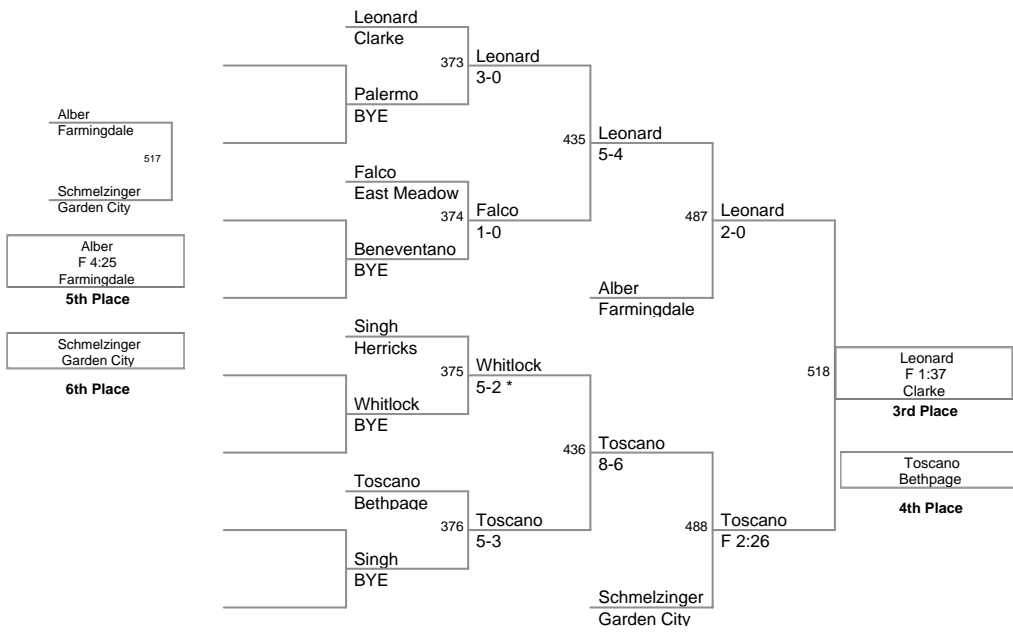 Leonard
Clarke
373
Leonard
3-0
Palermo
BYE
Alber
Farmingdale
517
Schmelzinger
Garden City
435
Leonard
5-4
Falco
East Meadow
374
Falco
1-0
Beneventano
BYE
487
Leonard
2-0
Alber
F 4:25
Farmingdale
5th Place
Alber
Farmingdale
Schmelzinger
Garden City
6th Place
Singh
Herricks
375
Whitlock
5-2 *
Whitlock
BYE
518
Leonard
F 1:37
Clarke
3rd Place
436
Toscano
8-6
Toscano
Bethpage
4th Place
Toscano
Bethpage
376
Toscano
5-3
Singh
BYE
488
Toscano
F 2:26
Schmelzinger
Garden City